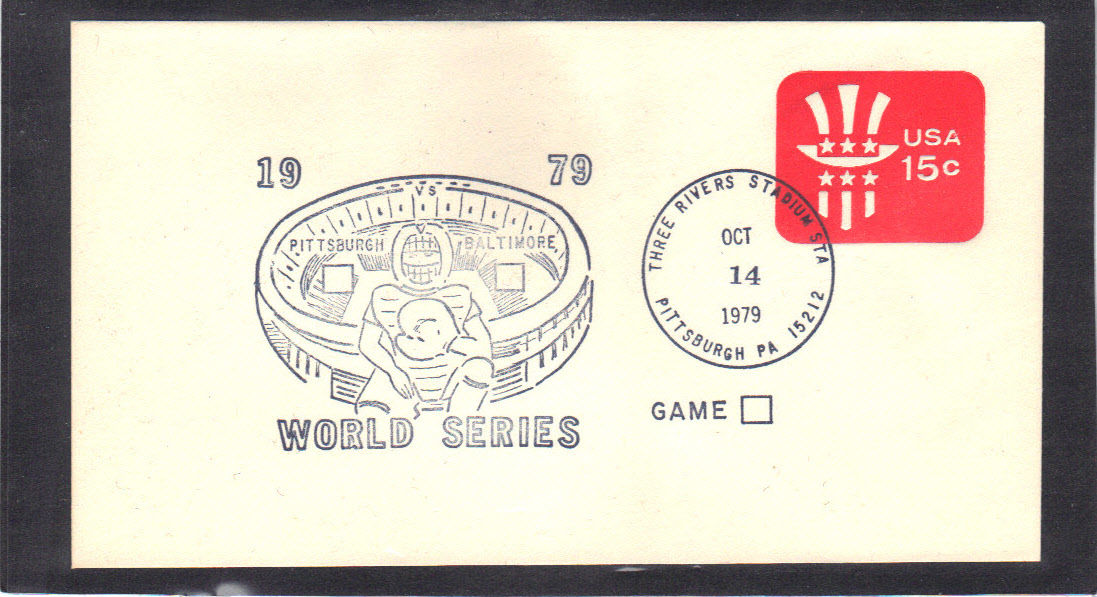 19 79
VS
PITTSBURGH BALTIMORE
WORLD SERIES
USA
15c
THREE RIVERS STADIUM STA
OCT
14
1979
PITTSBURGH PA 15212
GAME